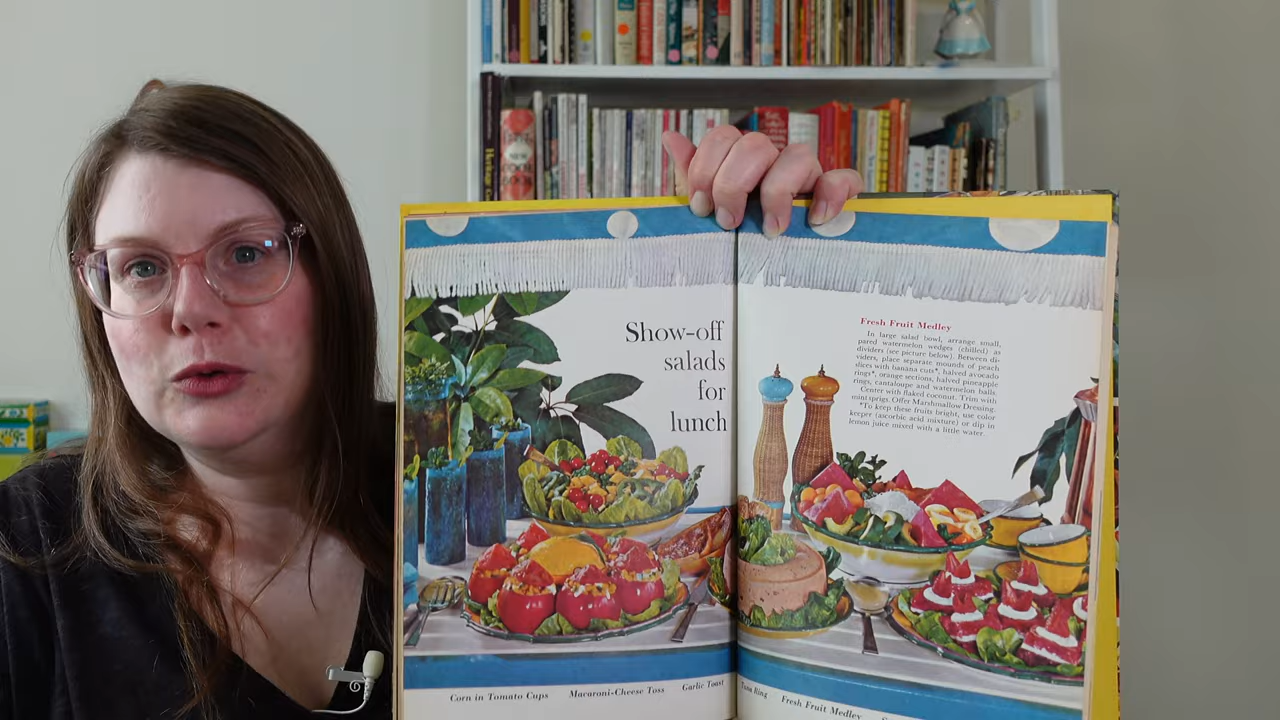 Show-off
salads
for
lunch
Fresh Fruit Medley
In large salad bowl, arrange small,
pared watermelon wedges (chilled) as
dividers (see picture below). Between di-
viders, place separate mounds of peach
slices with banana cuts*, halved avocado
rings*, orange sections, halved pineapple
rings, cantaloupe and watermelon balls.
Center with flaked coconut. Trim with
mint sprigs. Offer Marshmallow Dressing.
*To keep these fruits bright, use color
keeper (ascorbic acid mixture) or dip in
lemon juice mixed with a little water.
Corn in Tomato Cups Macaroni-Cheese Toss Garlic Toast
Tuna Ring Fresh Fruit Medley